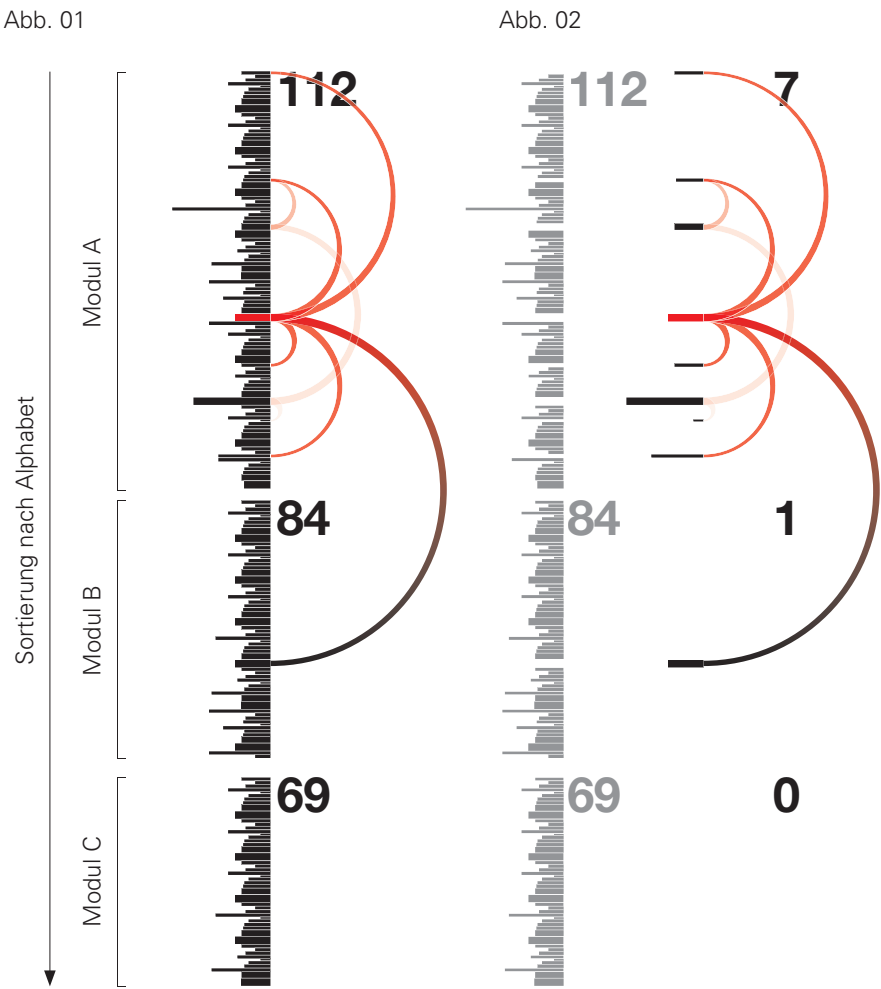 Abb. 01
Abb. 02
Sortierung nach Alphabet
Modul A
112
112
7
Modul B
84
84
1
Modul C
69
69
0